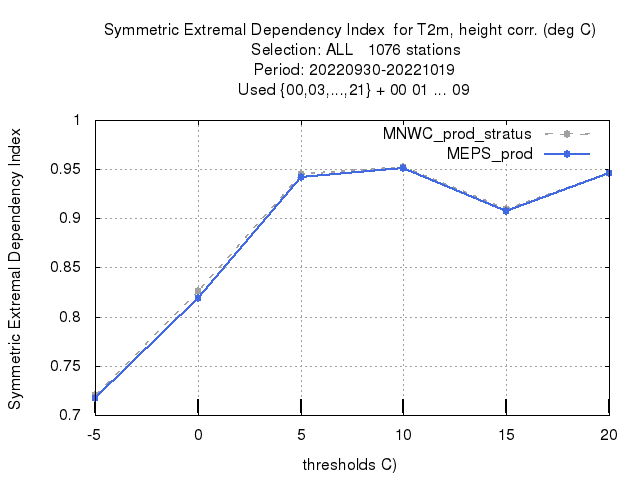 Symmetric Extremal Dependency Index  for T2m, height corr. (deg C)
Selection: ALL   1076 stations
Period: 20220930-20221019
Used {00,03,...,21} + 00 01 ... 09
Symmetric Extremal Dependency Index
1
0.95
0.9
0.85
0.8
0.75
0.7
MNWC_prod_stratus
MEPS_prod
-5 0 5 10 15 20
thresholds C)